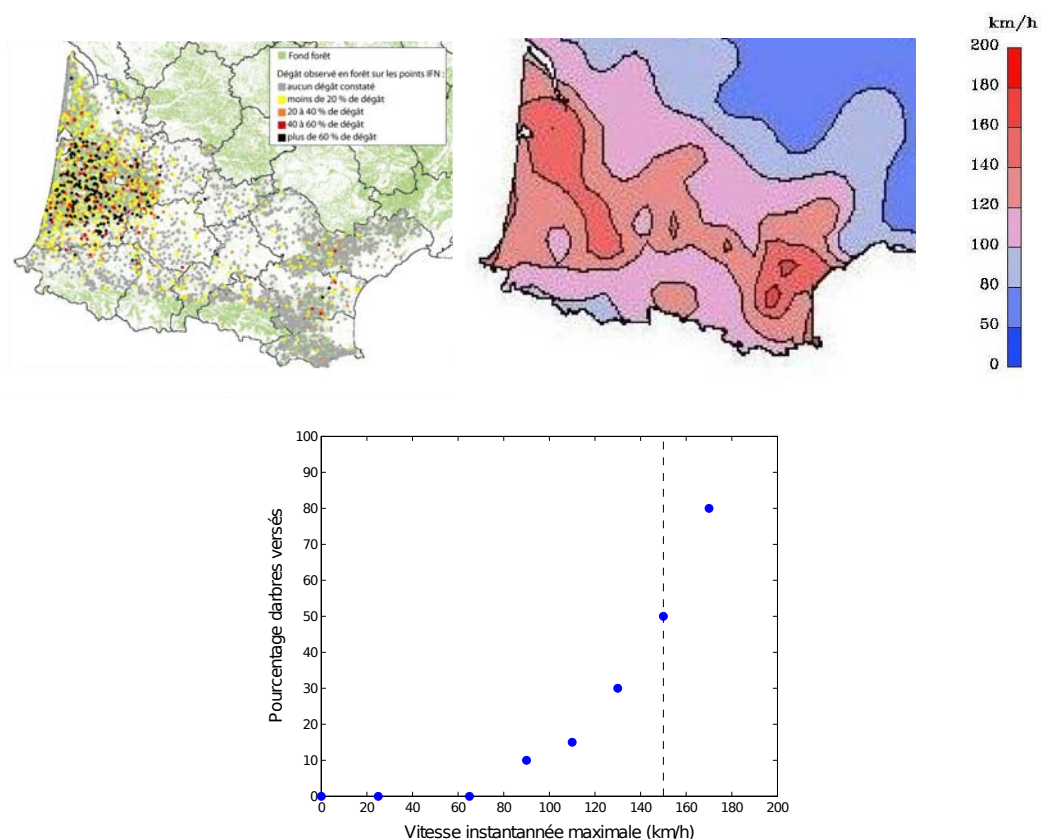 Fond forêt
Dégât observé en forêt sur les points IFN :
aucun dégât constaté
moins de 20 % de dégât
20 à 40 % de dégât
40 à 60 % de dégât
plus de 60 % de dégât
km/h
200
180
160
140
120
100
80
50
0
100
90
80
70
60
50
40
30
20
10
0
Pourcentage darbres versés
0 20 40 60 80 100 120 140 160 180 200
Vitesse instantannée maximale (km/h)